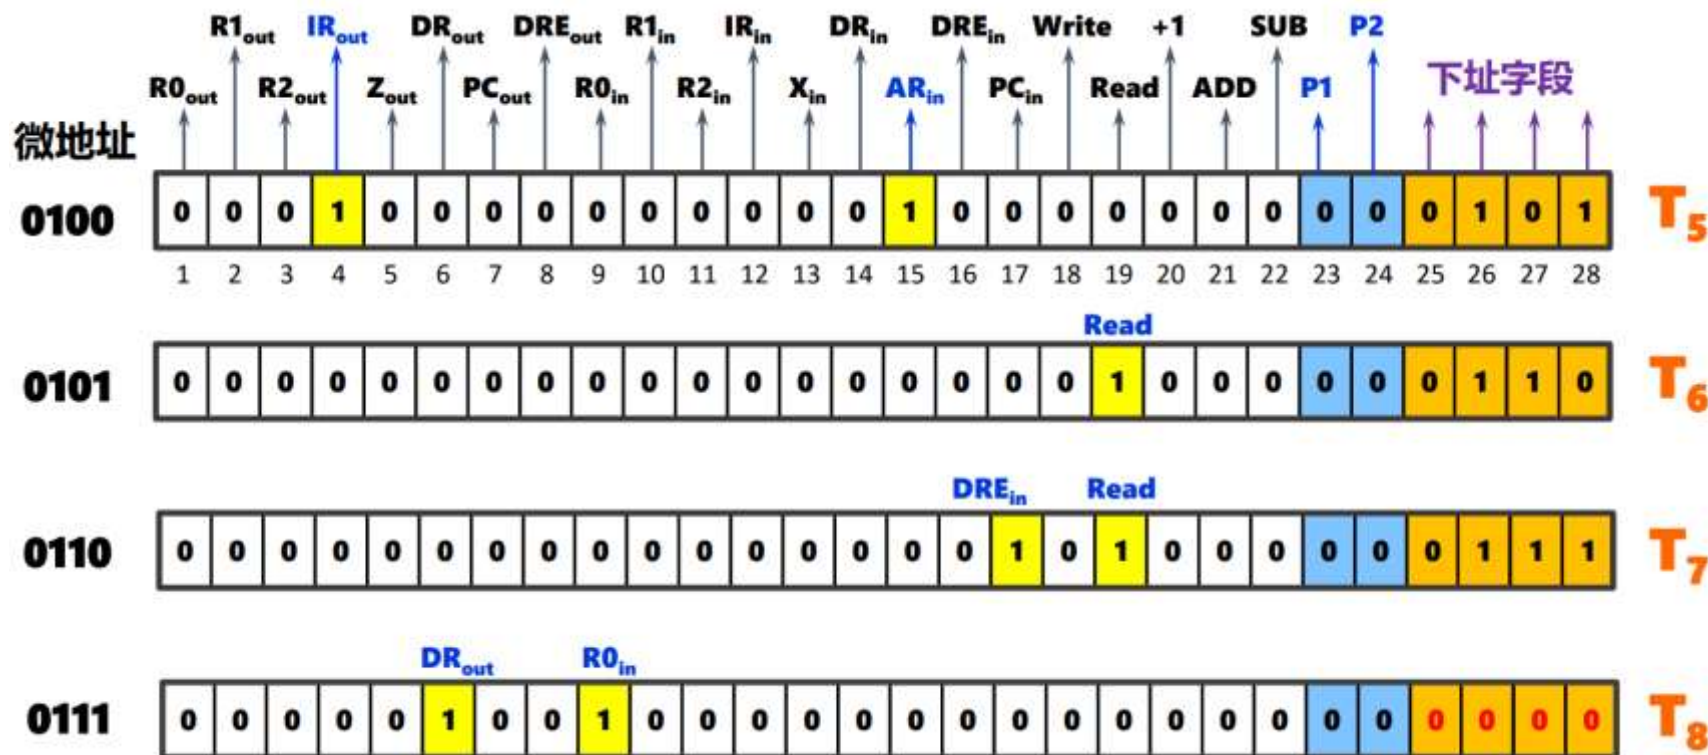 R1out IRout DRout DREout R1in IRin DRin DREin Write +1 SUB P2
R0out R2out Zout PCout R0in R2in Xin ARin PCin Read ADD P1 下址字段
微地址
0100 0 0 0 1 0 0 0 0 0 0 0 0 0 0 1 0 0 0 0 0 0 0 0 0 0 1 0 1 T5
1 2 3 4 5 6 7 8 9 10 11 12 13 14 15 16 17 18 19 20 21 22 23 24 25 26 27 28
Read
0101 0 0 0 0 0 0 0 0 0 0 0 0 0 0 0 0 0 0 1 0 0 0 0 0 0 1 1 0 T6
DREin Read
0110 0 0 0 0 0 0 0 0 0 0 0 0 0 0 0 0 1 0 1 0 0 0 0 0 0 1 1 1 T7
DRout R0in
0111 0 0 0 0 0 1 0 0 1 0 0 0 0 0 0 0 0 0 0 0 0 0 0 0 0 0 0 0 T8